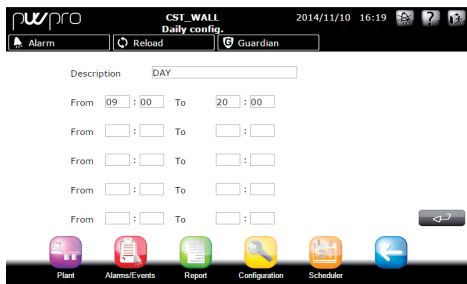 pwpro CST_WALL 2014/11/10 16:19 ?
Daily config.
Alarm Reload G Guardian
Description DAY
From 09 : 00 To 20 : 00
From : To :
From : To :
From : To :
From : To :
Plant Alarms/Events Report Configuration Scheduler